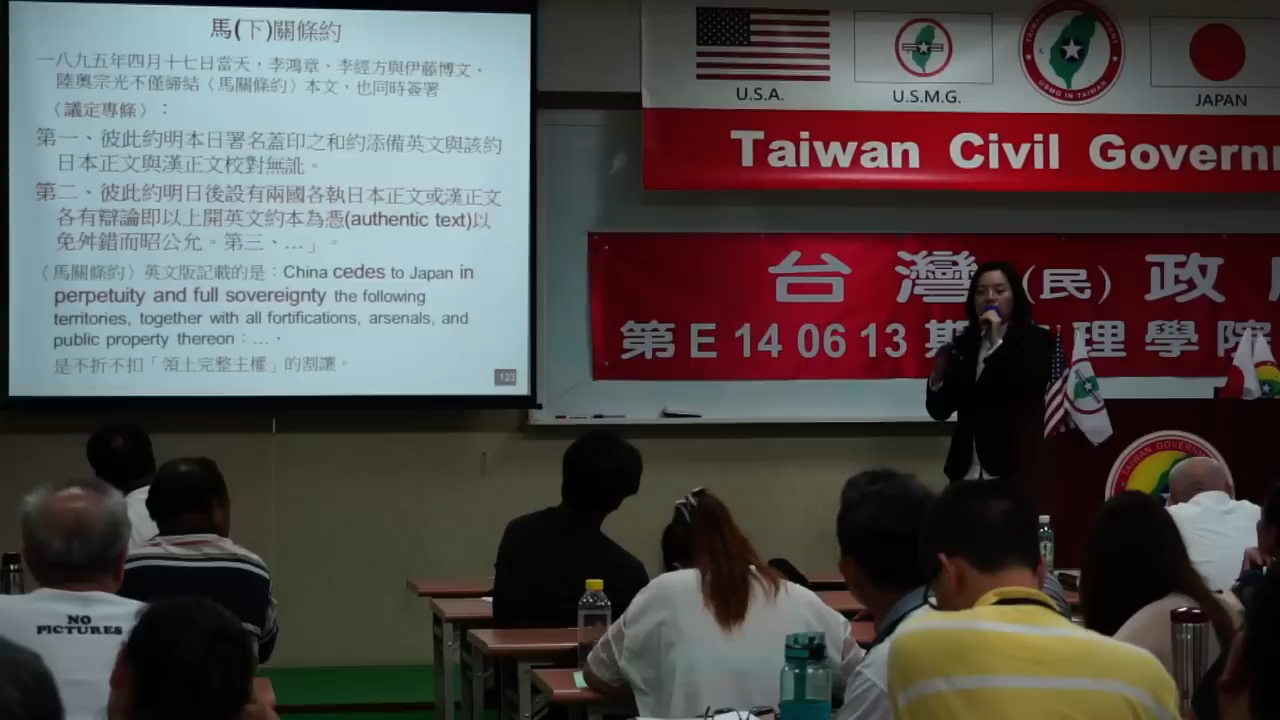 馬(下)關條約
一八九五年四月十七日當天，李鴻章、李經方與伊藤博文、
陸奧宗光不僅締結〈馬關條約〉本文，也同時簽署
〈議定專條〉：
第一、彼此約明本日署名蓋印之和約添備英文與該約
日本正文與漢正文校對無訛。
第二、彼此約明日後設有兩國各執日本正文或漢正文
各有辯論即以上開英文約本為憑(authentic text)以
免舛錯而昭公允。第三、…」。
〈馬關條約〉英文版記載的是：China cedes to Japan in
perpetuity and full sovereignty the following
territories, together with all fortifications, arsenals, and
public property thereon：…．
是不折不扣「領土完整主權」的割讓。
123
U.S.A.
U.S.M.G.
USMG IN TAIWAN
JAPAN
Taiwan Civil Governm
台灣(民)政
第E 14 06 13 期 理學院
TAIWAN GOVERN
NO
PICTURES